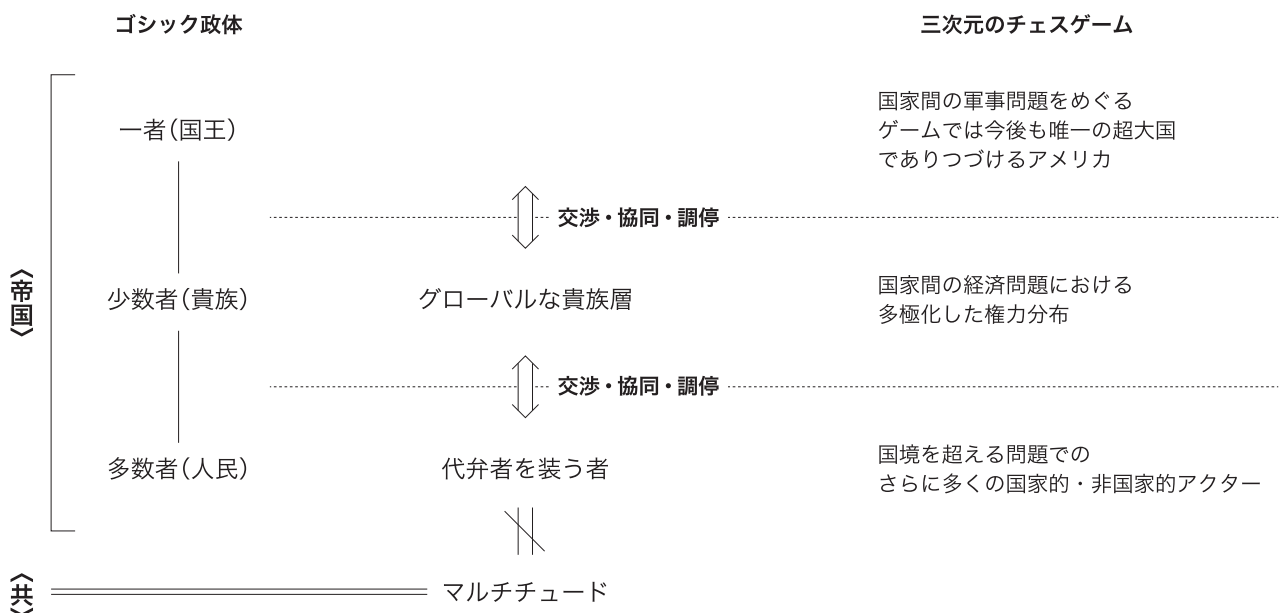 ゴシック政体
三次元のチェスゲーム
一者(国王)
国家間の軍事問題をめぐる
ゲームでは今後も唯一の超大国
でありつづけるアメリカ
交渉・協同・調停
〈帝国〉
少数者(貴族)
グローバルな貴族層
国家間の経済問題における
多極化した権力分布
交渉・協同・調停
多数者(人民)
代弁者を装う者
国境を超える問題での
さらに多くの国家的・非国家的アクター
〈共〉
マルチチュード